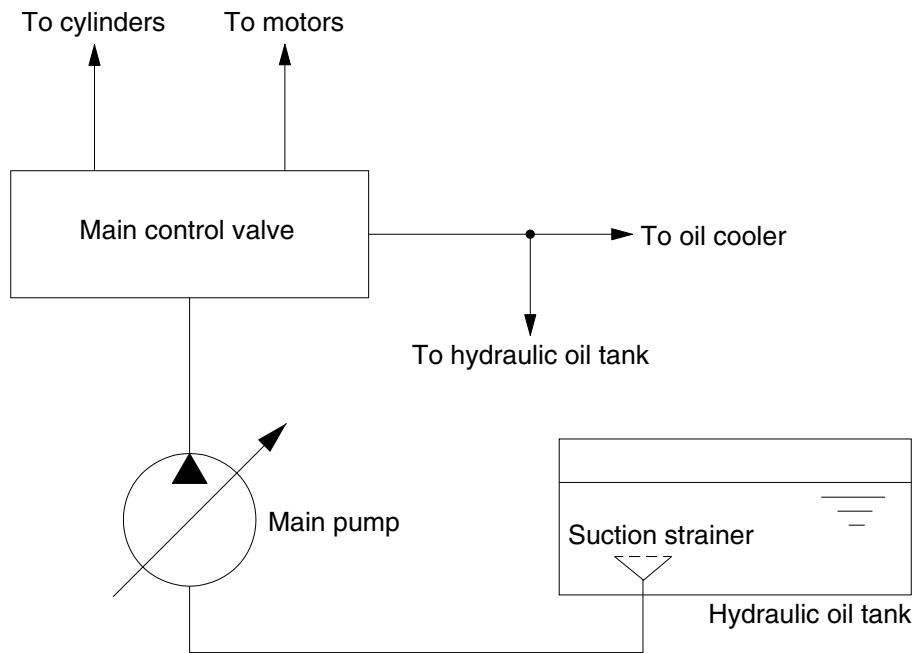 To cylinders
To motors
Main control valve
To oil cooler
To hydraulic oil tank
Main pump
Suction strainer
Hydraulic oil tank